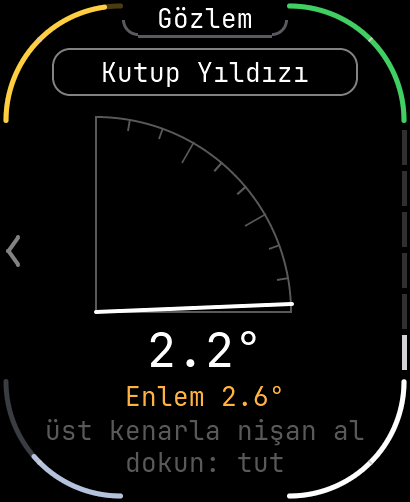 Gözlem
Kutup Yıldızı
2.2°
Enlem 2.6°
üst kenarla nişan al
dokun: tut